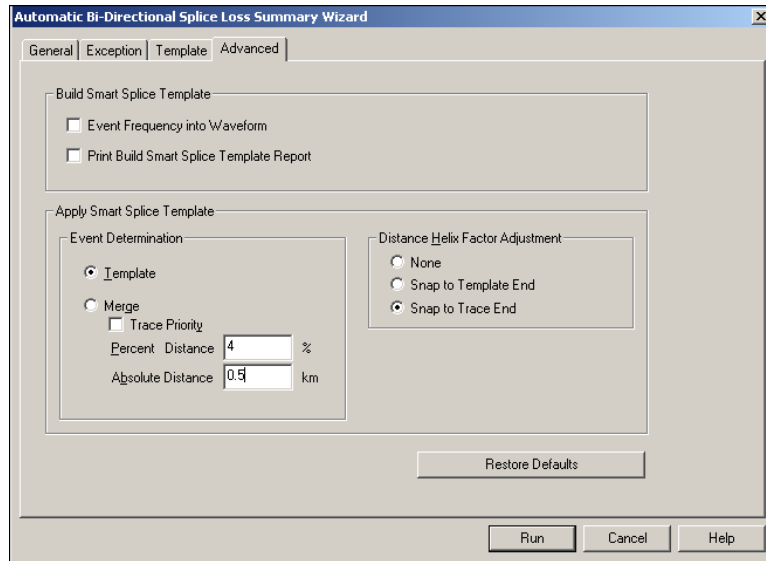 Automatic Bi-Directional Splice Loss Summary Wizard
General Exception Template Advanced
Build Smart Splice Template
Event Frequency into Waveform
Print Build Smart Splice Template Report
Apply Smart Splice Template
Event Determination
Template
Merge
Trace Priority
Percent Distance 4 %
Absolute Distance 0.5 km
Distance Helix Factor Adjustment
None
Snap to Template End
Snap to Trace End
Restore Defaults
Run Cancel Help